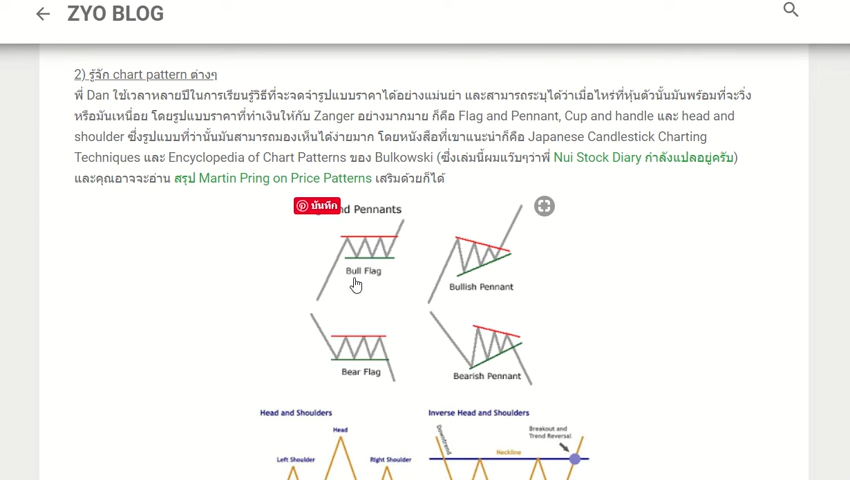 ZYO BLOG
2) รู้จัก chart pattern ต่างๆ
พี่ Dan ใช้เวลาหลายปีในการเรียนรู้วิธีที่จะจดจำรูปแบบราคาได้อย่างแม่นยำ และสามารถระบุได้ว่าเมื่อไหร่ที่หุ้นตัวนั้นมันพร้อมที่จะวิ่ง
หรือมันเหนื่อย โดยรูปแบบราคาที่ทำเงินให้กับ Zanger อย่างมากมาย ก็คือ Flag and Pennant, Cup and handle และ head and
shoulder ซึ่งรูปแบบที่ว่านั้นมันสามารถมองเห็นได้ง่ายมาก โดยหนังสือที่เขาแนะนำก็คือ Japanese Candlestick Charting
Techniques และ Encyclopedia of Chart Patterns ของ Bulkowski (ซึ่งเล่มนี้ผมแว๊บๆว่าพี่ Nui Stock Diary กำลังแปลอยู่ครับ)
และคุณอาจจะอ่าน สรุป Martin Pring on Price Patterns เสริมด้วยก็ได้
บันทึก
nd Pennants
Bull Flag
Bullish Pennant
Bear Flag
Bearish Pennant
Head and Shoulders
Inverse Head and Shoulders
Head
Left Shoulder
Right Shoulder
Downtrend
Neckline
Breakout and
Trend Reversal